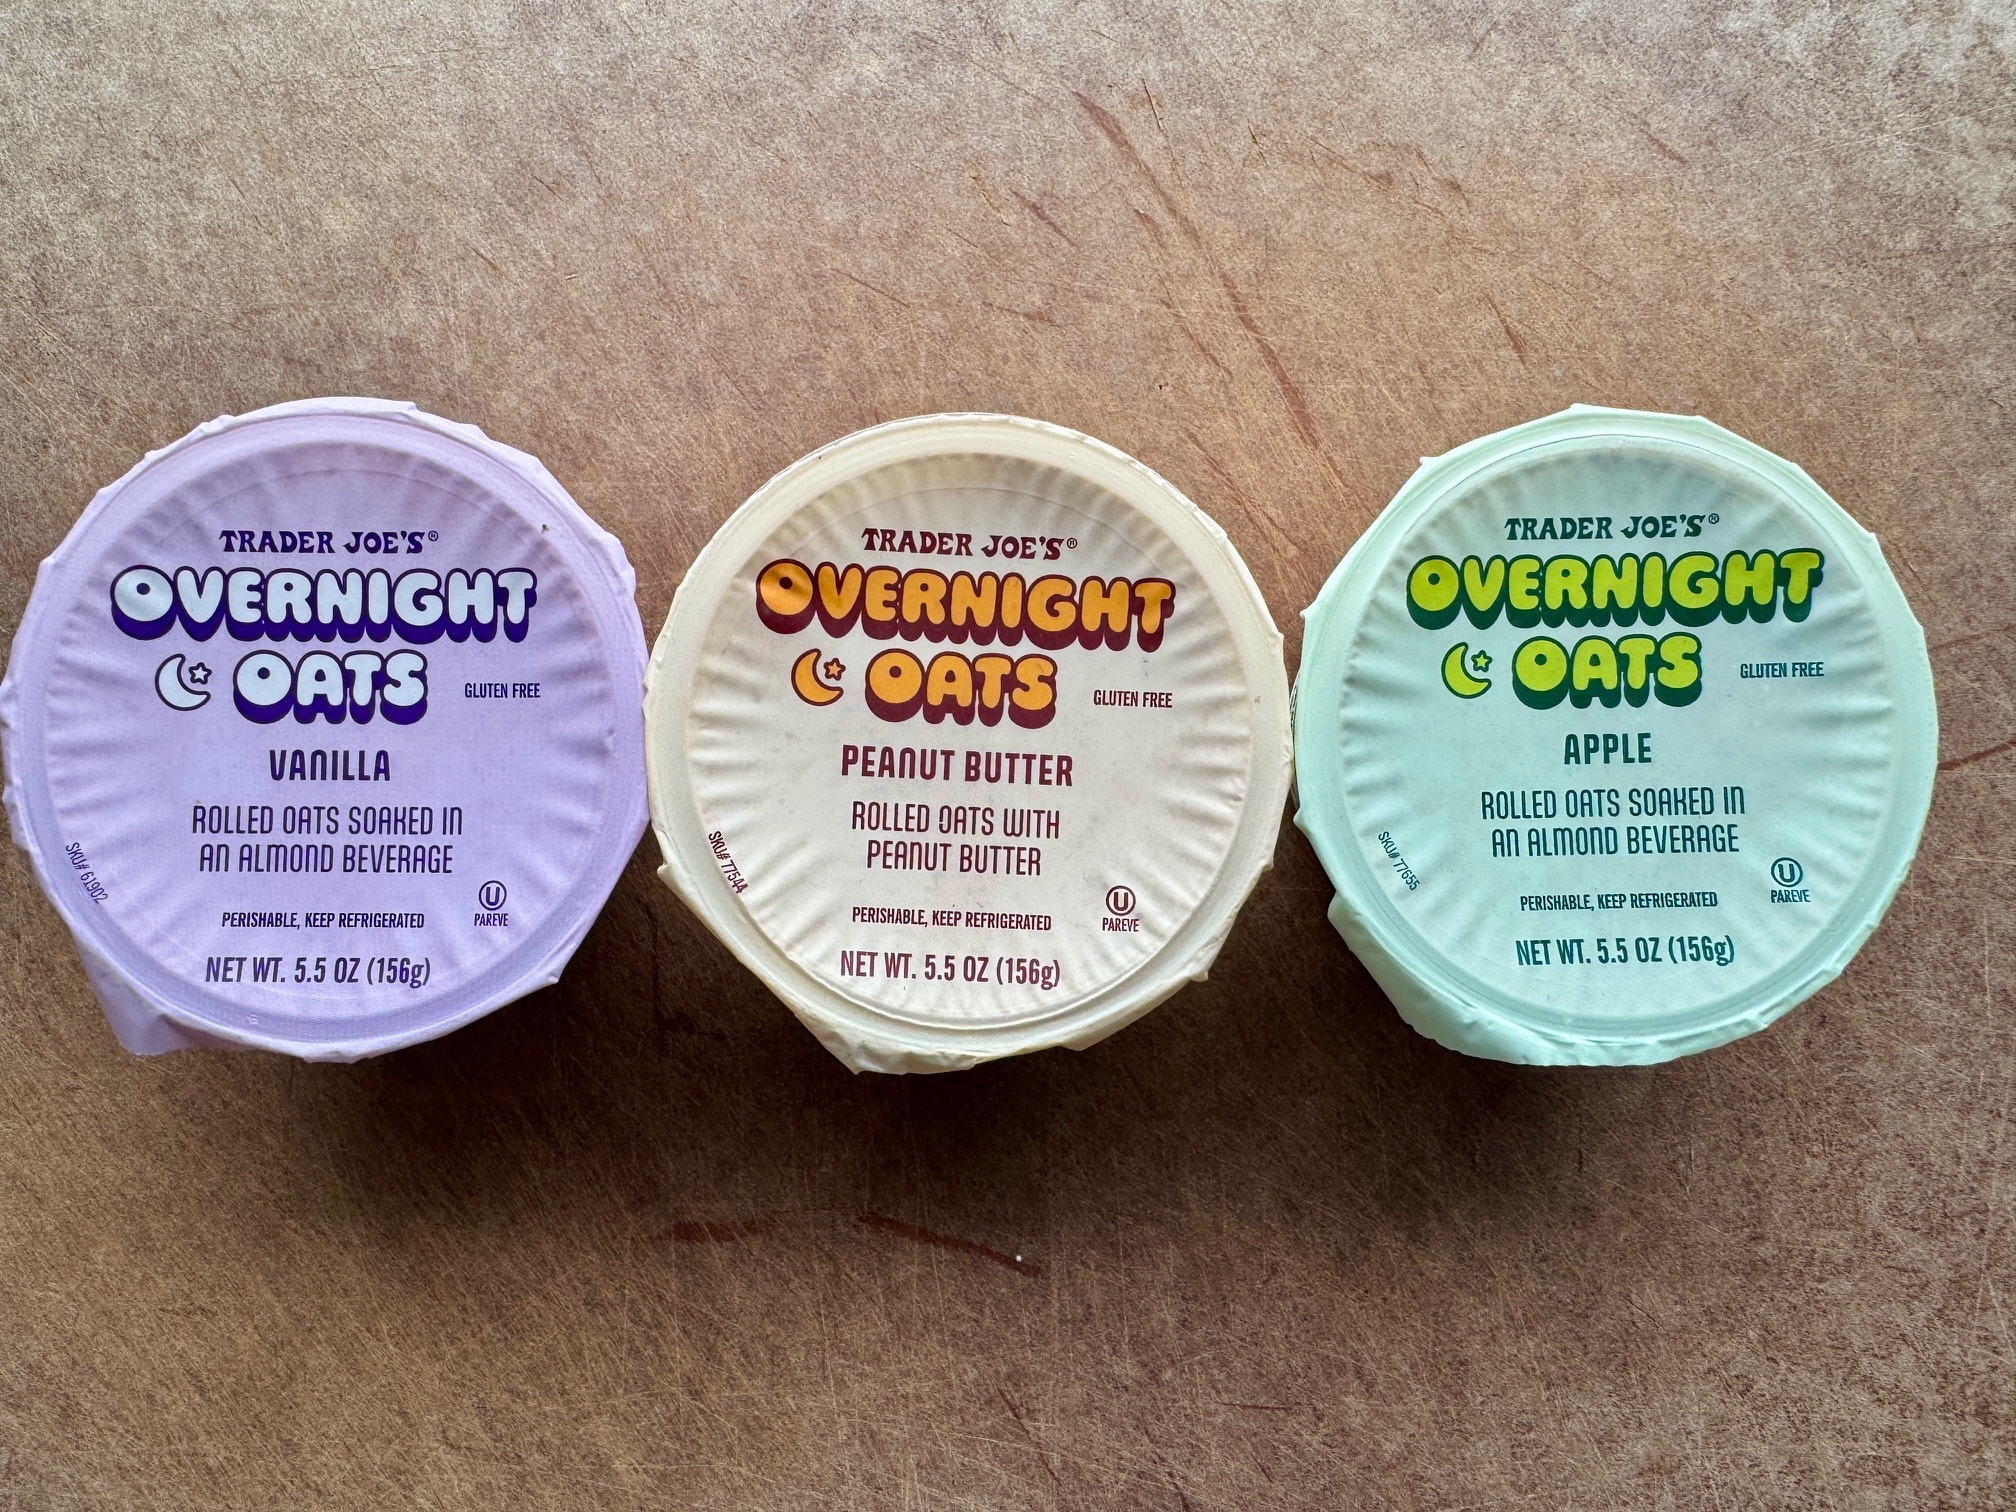 TRADER JOE'S®
OVERNIGHT
OATS
GLUTEN FREE
VANILLA
ROLLED OATS SOAKED IN
AN ALMOND BEVERAGE
SKU# 61902
U
PAREVE
PERISHABLE, KEEP REFRIGERATED
NET WT. 5.5 OZ (156g)
TRADER JOE'S®
OVERNIGHT
OATS
GLUTEN FREE
PEANUT BUTTER
ROLLED OATS WITH
PEANUT BUTTER
SKU# 77544
U
PAREVE
PERISHABLE, KEEP REFRIGERATED
NET WT. 5.5 OZ (156g)
TRADER JOE'S®
OVERNIGHT
OATS
GLUTEN FREE
APPLE
ROLLED OATS SOAKED IN
AN ALMOND BEVERAGE
SKU# 77655
U
PAREVE
PERISHABLE, KEEP REFRIGERATED
NET WT. 5.5 OZ (156g)